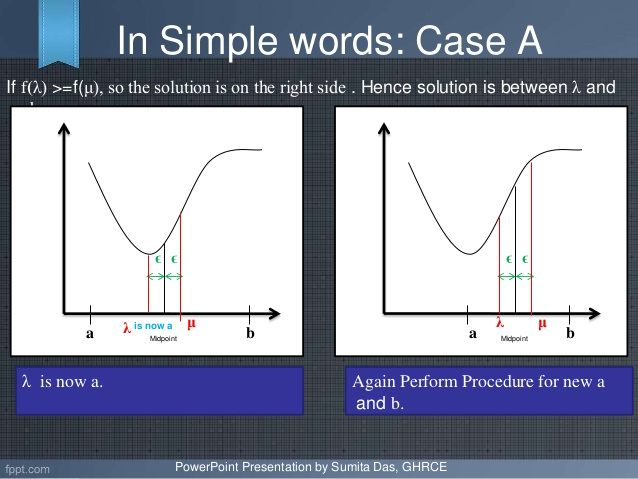 In Simple words: Case A
If f(λ) >=f(μ), so the solution is on the right side . Hence solution is between λ and
ϵ ϵ
λ is now a μ
a Midpoint b
ϵ ϵ
λ μ
a Midpoint b
λ is now a.
Again Perform Procedure for new a
and b.
fppt.com
PowerPoint Presentation by Sumita Das, GHRCE